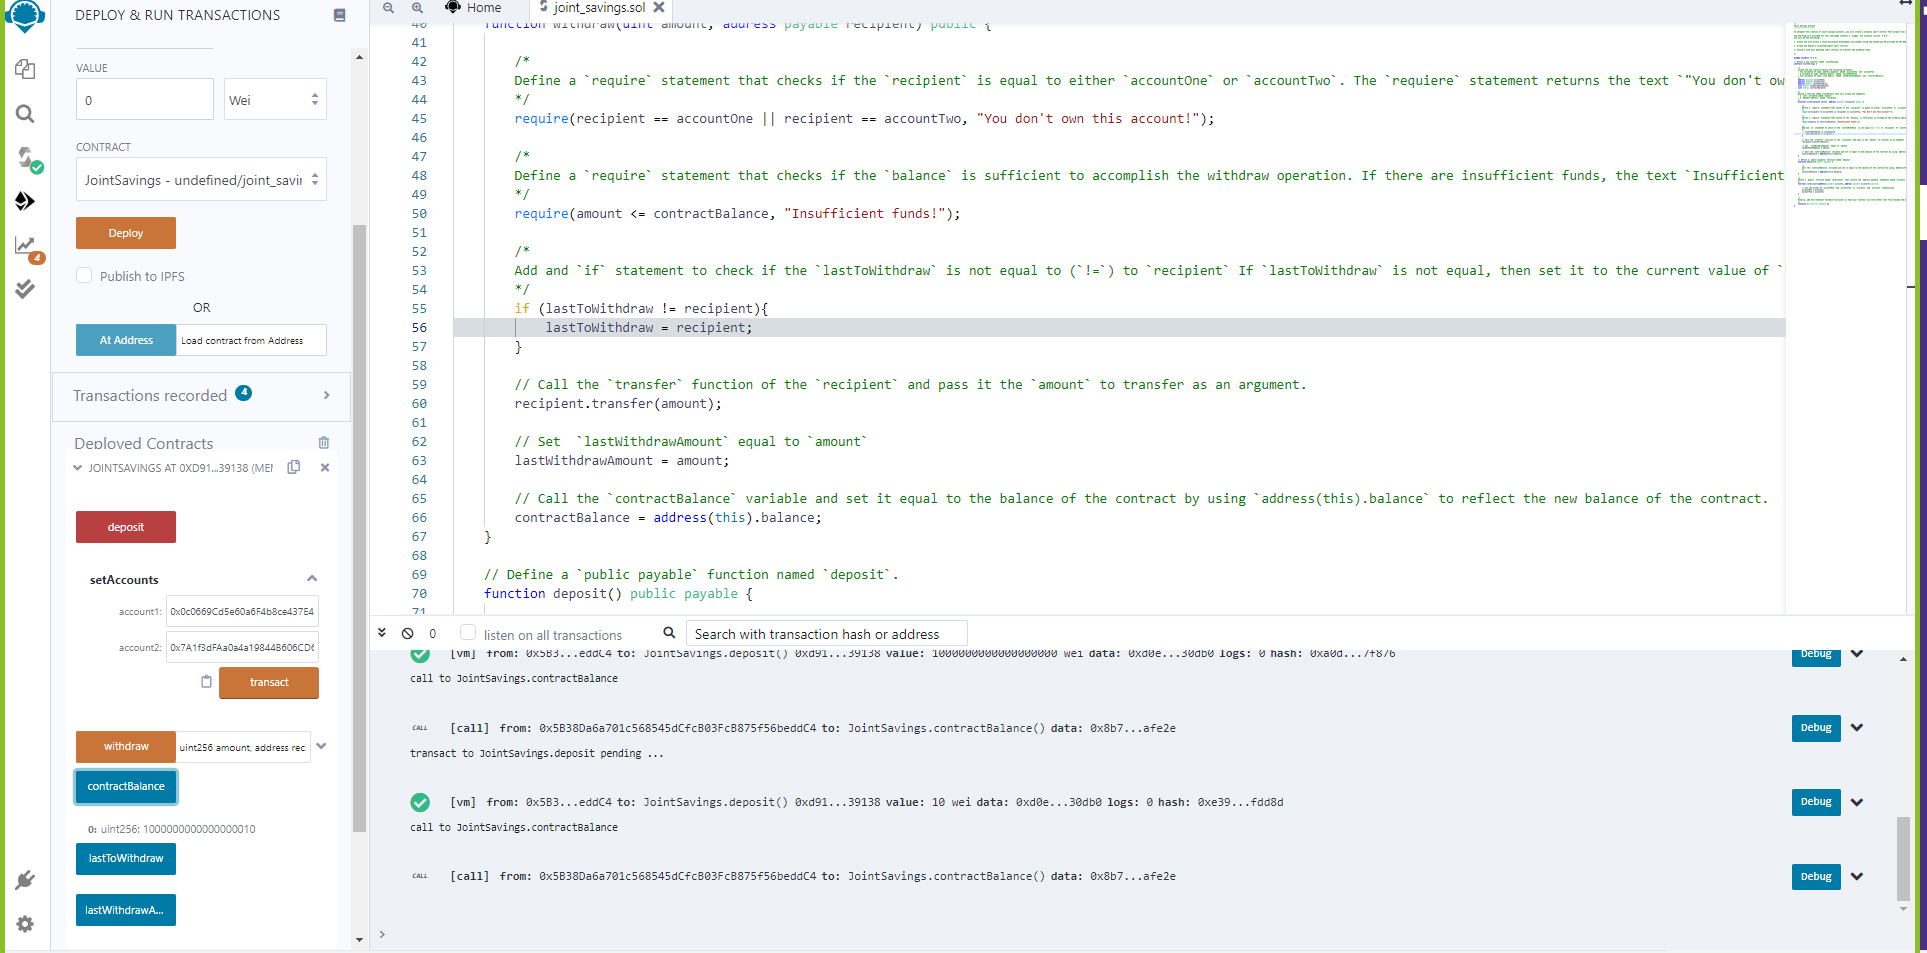 DEPLOY & RUN TRANSACTIONS
VALUE
0
Wei
CONTRACT
JointSavings - undefined/joint_savir
Deploy
Publish to IPFS
OR
At Address
Load contract from Address
Transactions recorded 4
Deployed Contracts
JOINTSAVINGS AT 0XD91...39138 (MEI
deposit
setAccounts
account1: 0x0c0669Cd5e60a6F4b8ce437E4
account2: 0x7A1f3dFAa0a4a19844B606CD6
transact
withdraw
uint256 amount, address rec
contractBalance
0: uint256: 1000000000000000010
lastToWithdraw
lastWithdrawA...
4
Home
joint_savings.sol
40 function withdraw(uint amount, address payable recipient) public {
41
42 /*
43 Define a `require` statement that checks if the `recipient` is equal to either `accountOne` or `accountTwo`. The `requiere` statement returns the text `"You don't ow
44 */
45 require(recipient == accountOne || recipient == accountTwo, "You don't own this account!");
46
47 /*
48 Define a `require` statement that checks if the `balance` is sufficient to accomplish the withdraw operation. If there are insufficient funds, the text `Insufficient
49 */
50 require(amount <= contractBalance, "Insufficient funds!");
51
52 /*
53 Add and `if` statement to check if the `lastToWithdraw` is not equal to (`!=`) to `recipient` If `lastToWithdraw` is not equal, then set it to the current value of `
54 */
55 if (lastToWithdraw != recipient){
56 lastToWithdraw = recipient;
57 }
58
59 // Call the `transfer` function of the `recipient` and pass it the `amount` to transfer as an argument.
60 recipient.transfer(amount);
61
62 // Set  `lastWithdrawAmount` equal to `amount`
63 lastWithdrawAmount = amount;
64
65 // Call the `contractBalance` variable and set it equal to the balance of the contract by using `address(this).balance` to reflect the new balance of the contract.
66 contractBalance = address(this).balance;
67 }
68
69 // Define a `public payable` function named `deposit`.
70 function deposit() public payable {
71
0
listen on all transactions
Search with transaction hash or address
[vm] from: 0x5B3...eddC4 to: JointSavings.deposit() 0xd91...39138 value: 1000000000000000000 wei data: 0xd0e...30db0 logs: 0 hash: 0xa0d...7f876
Debug
call to JointSavings.contractBalance
CALL [call] from: 0x5B38Da6a701c568545dCfcB03FcB875f56beddC4 to: JointSavings.contractBalance() data: 0x8b7...afe2e
Debug
transact to JointSavings.deposit pending ...
[vm] from: 0x5B3...eddC4 to: JointSavings.deposit() 0xd91...39138 value: 10 wei data: 0xd0e...30db0 logs: 0 hash: 0xe39...fdd8d
Debug
call to JointSavings.contractBalance
CALL [call] from: 0x5B38Da6a701c568545dCfcB03FcB875f56beddC4 to: JointSavings.contractBalance() data: 0x8b7...afe2e
Debug
>